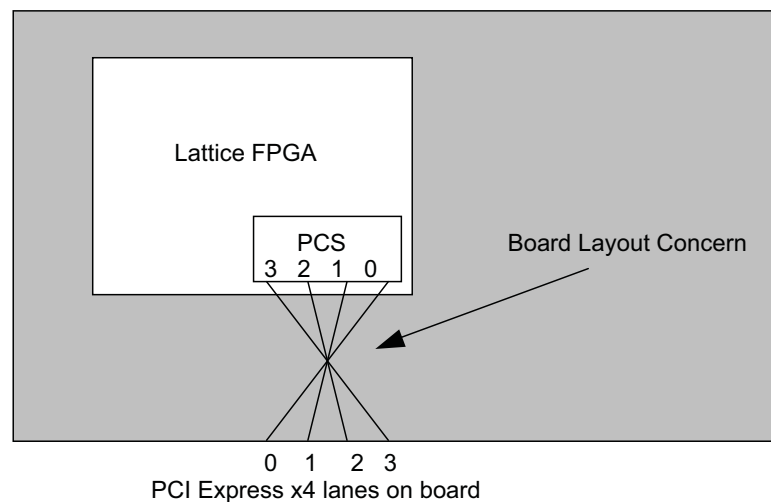 Lattice FPGA
PCS
3 2 1 0
Board Layout Concern
0 1 2 3
PCI Express x4 lanes on board